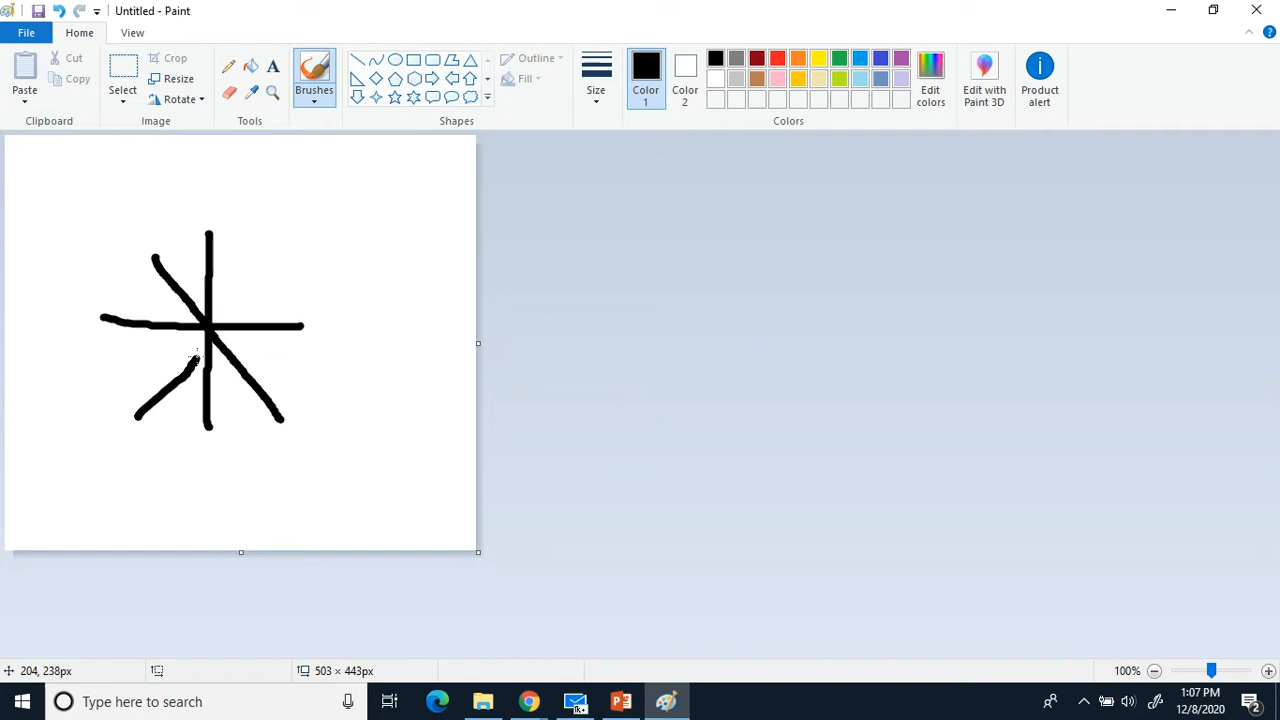 Untitled - Paint
File Home View
Paste Cut Copy Clipboard
Select Crop Resize Rotate Image
Tools
Brushes
Shapes Outline Fill
Size
Color 1 Color 2 Colors Edit colors
Edit with Paint 3D
Product alert
204, 238px 503 × 443px 100%
Type here to search 1k+ 1:07 PM
12/8/2020 2